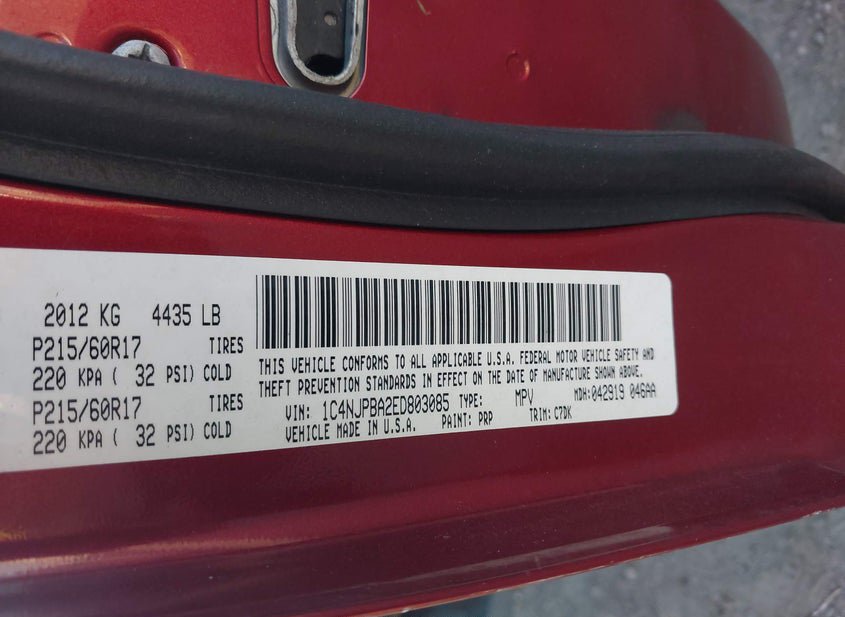 2012 KG 4435 LB
P215/60R17 TIRES
220 KPA ( 32 PSI) COLD
P215/60R17 TIRES
220 KPA ( 32 PSI) COLD
THIS VEHICLE CONFORMS TO ALL APPLICABLE U.S.A. FEDERAL MOTOR VEHICLE SAFETY AND
THEFT PREVENTION STANDARDS IN EFFECT ON THE DATE OF MANUFACTURE SHOWN ABOVE.
VIN: 1C4NJPBA2ED803085 TYPE: MPV MDH:042919 046AA
VEHICLE MADE IN U.S.A. PAINT: PRP TRIM: C7DK